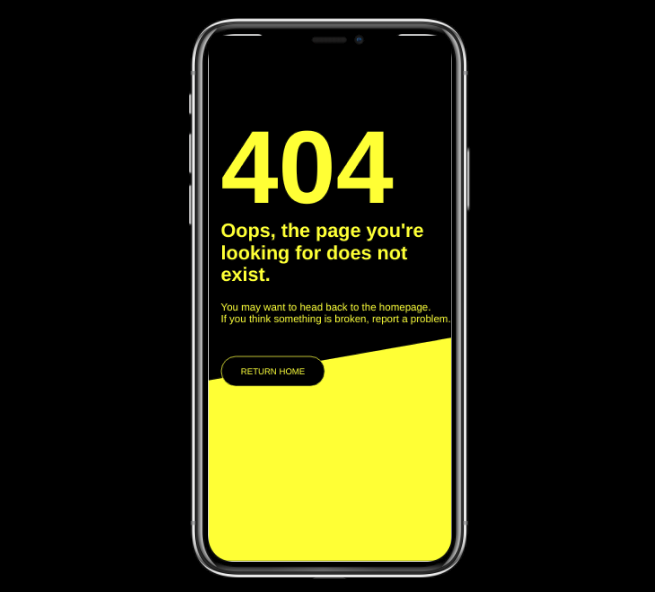 404
Oops, the page you're
looking for does not
exist.
You may want to head back to the homepage.
If you think something is broken, report a problem.
RETURN HOME